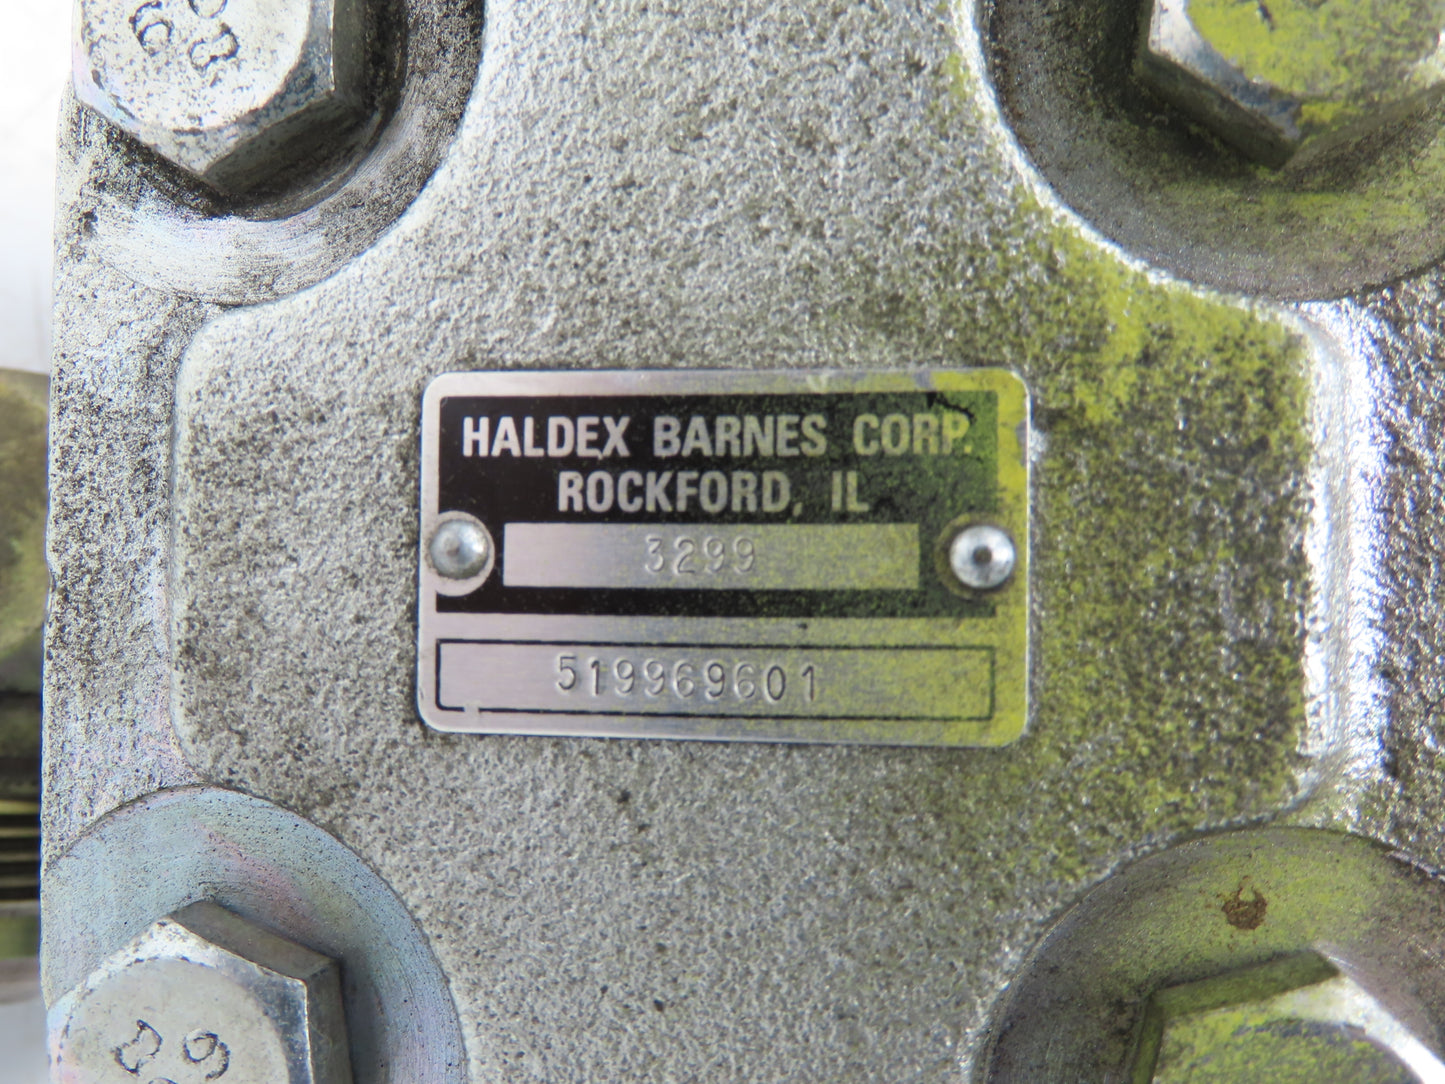 HALDEX BARNES CORP.
ROCKFORD, IL
3299
519969601